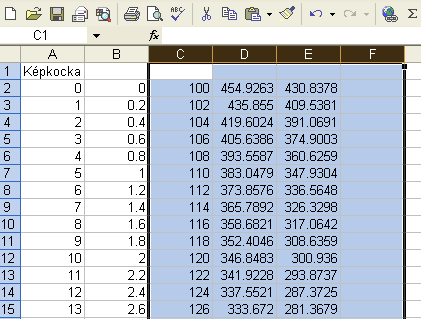 C1 fx
A B C D E F
1 Képkocka
2 0 0 100 454.9263 430.8378
3 1 0.2 102 435.855 409.5381
4 2 0.4 104 419.6024 391.0691
5 3 0.6 106 405.6386 374.9003
6 4 0.8 108 393.5587 360.6259
7 5 1 110 383.0479 347.9304
8 6 1.2 112 373.8576 336.5648
9 7 1.4 114 365.7892 326.3298
10 8 1.6 116 358.6821 317.0642
11 9 1.8 118 352.4046 308.6359
12 10 2 120 346.8483 300.936
13 11 2.2 122 341.9228 293.8737
14 12 2.4 124 337.5521 287.3725
15 13 2.6 126 333.672 281.3679